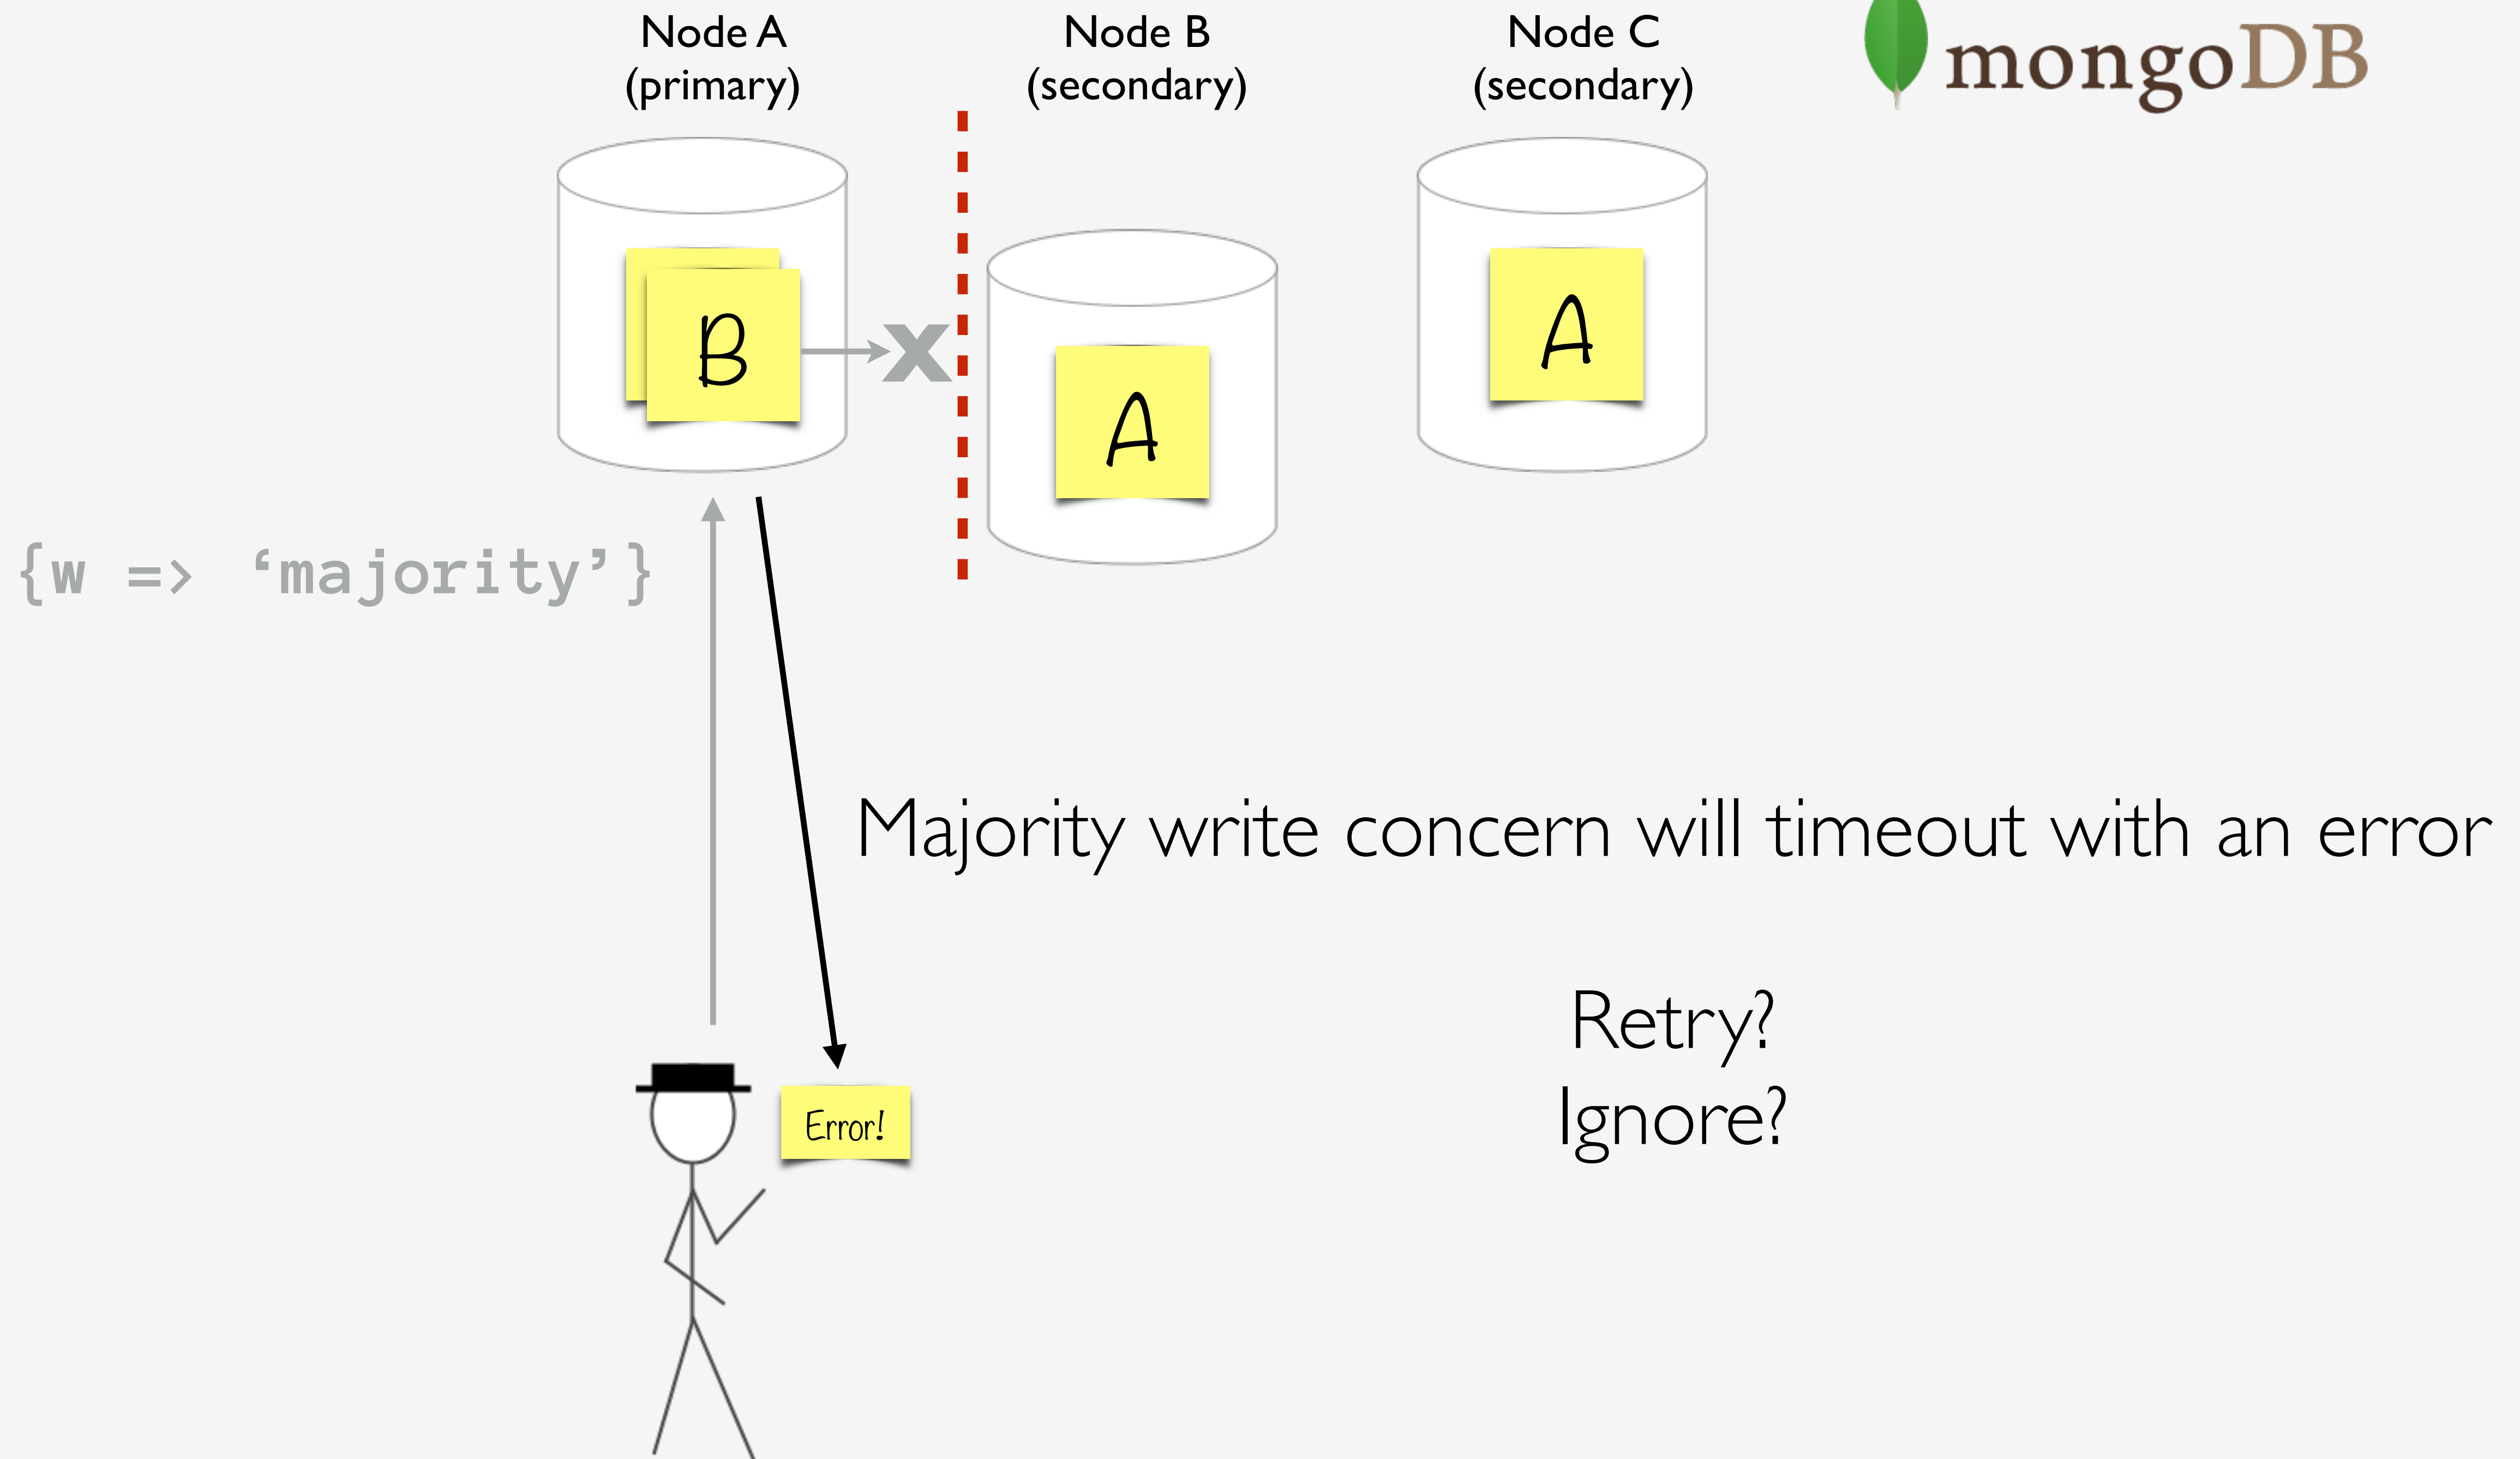 Node A
(primary)
Node B
(secondary)
Node C
(secondary)
mongoDB
B
A
A
{w => ‘majority’}
Majority write concern will timeout with an error
Retry?
Ignore?
Error!